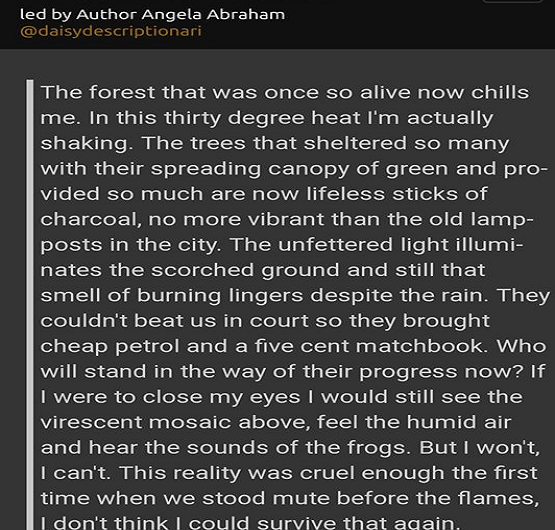 led by Author Angela Abraham
@daisydescriptionari
The forest that was once so alive now chills
me. In this thirty degree heat I'm actually
shaking. The trees that sheltered so many
with their spreading canopy of green and pro-
vided so much are now lifeless sticks of
charcoal, no more vibrant than the old lamp-
posts in the city. The unfettered light illumi-
nates the scorched ground and still that
smell of burning lingers despite the rain. They
couldn't beat us in court so they brought
cheap petrol and a five cent matchbook. Who
will stand in the way of their progress now? If
I were to close my eyes I would still see the
virescent mosaic above, feel the humid air
and hear the sounds of the frogs. But I won't,
I can't. This reality was cruel enough the first
time when we stood mute before the flames,
I don't think I could survive that again.